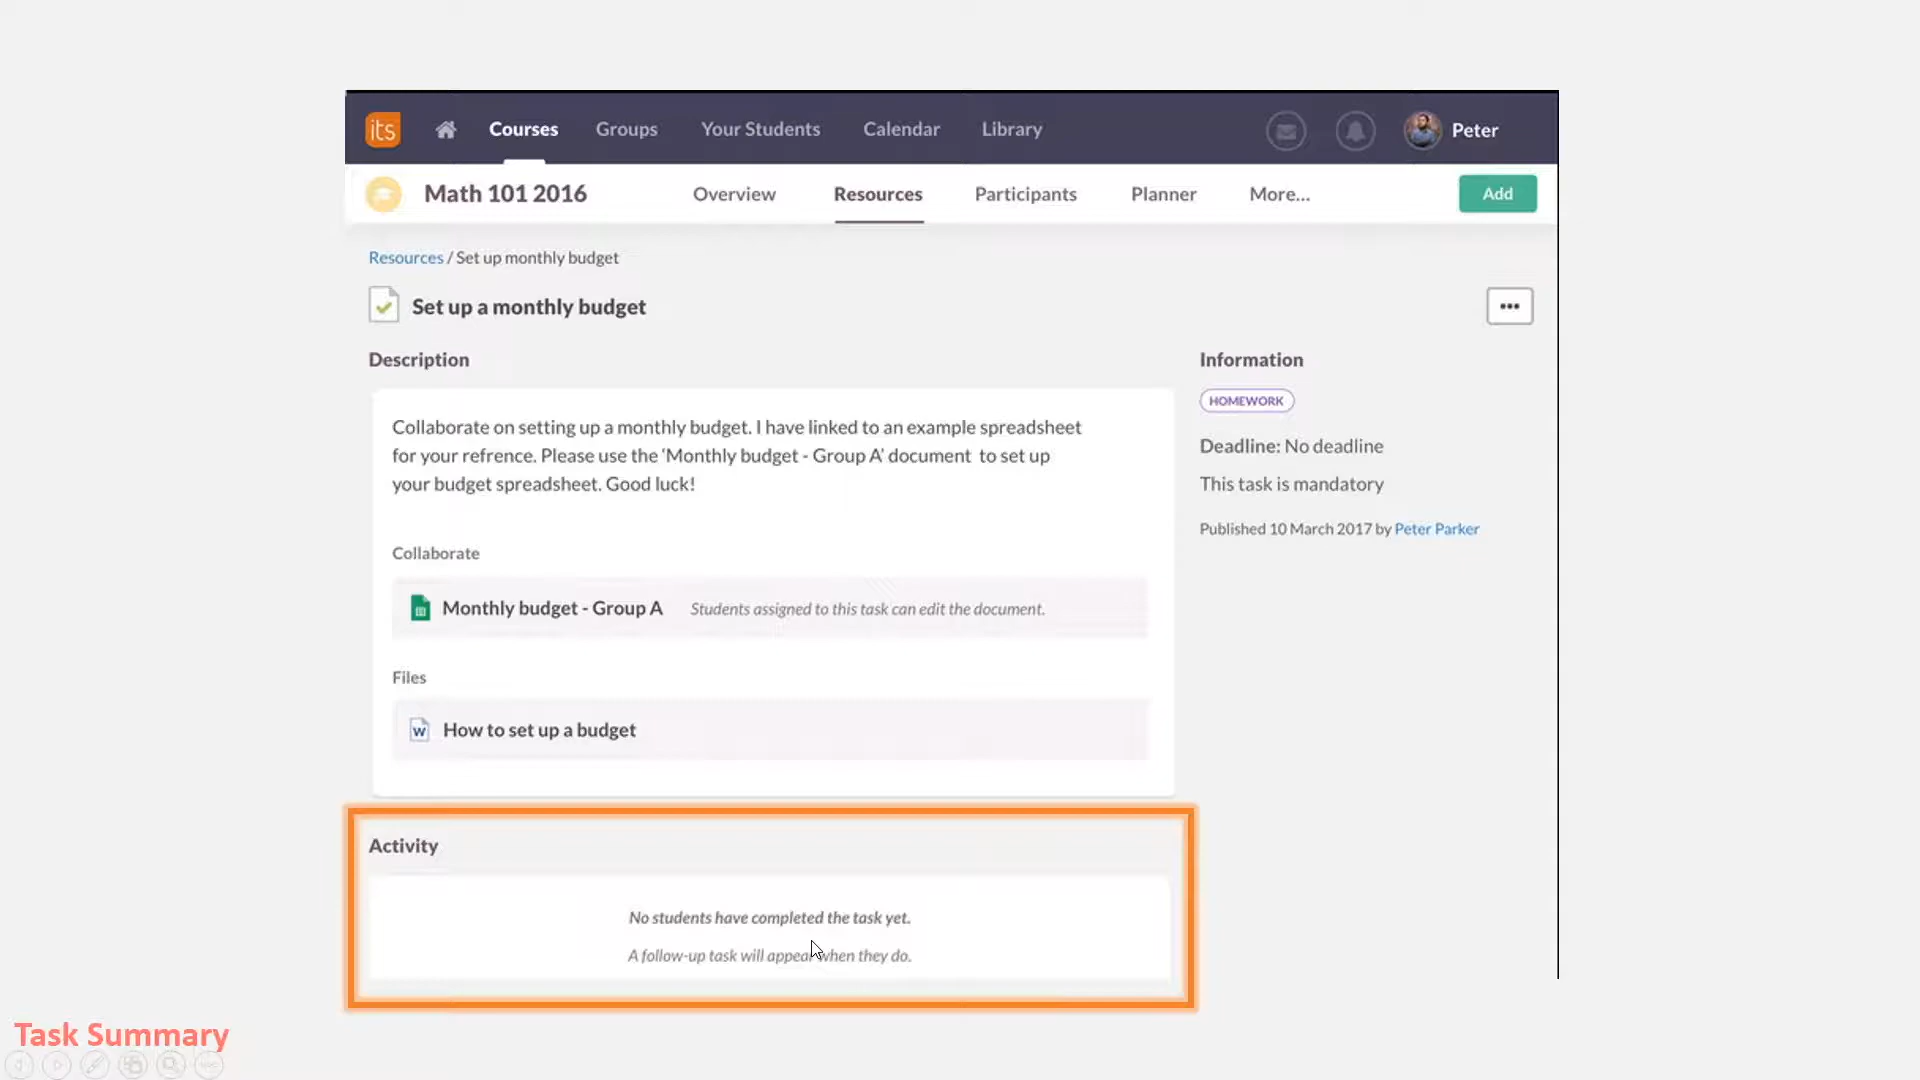 its Courses Groups Your Students Calendar Library Peter
Math 101 2016 Overview Resources Participants Planner More... Add
Resources / Set up monthly budget
Set up a monthly budget
Description
Collaborate on setting up a monthly budget. I have linked to an example spreadsheet
for your refrence. Please use the ‘Monthly budget - Group A’ document to set up
your budget spreadsheet. Good luck!
Collaborate
Monthly budget - Group A Students assigned to this task can edit the document.
Files
W How to set up a budget
Information
HOMEWORK
Deadline: No deadline
This task is mandatory
Published 10 March 2017 by Peter Parker
Activity
No students have completed the task yet.
A follow-up task will appear when they do.
Task Summary